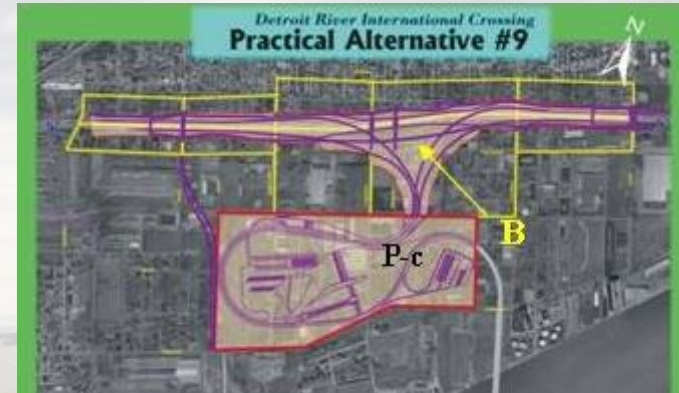 Detroit River International Crossing
Practical Alternative #9
N
B
P-c